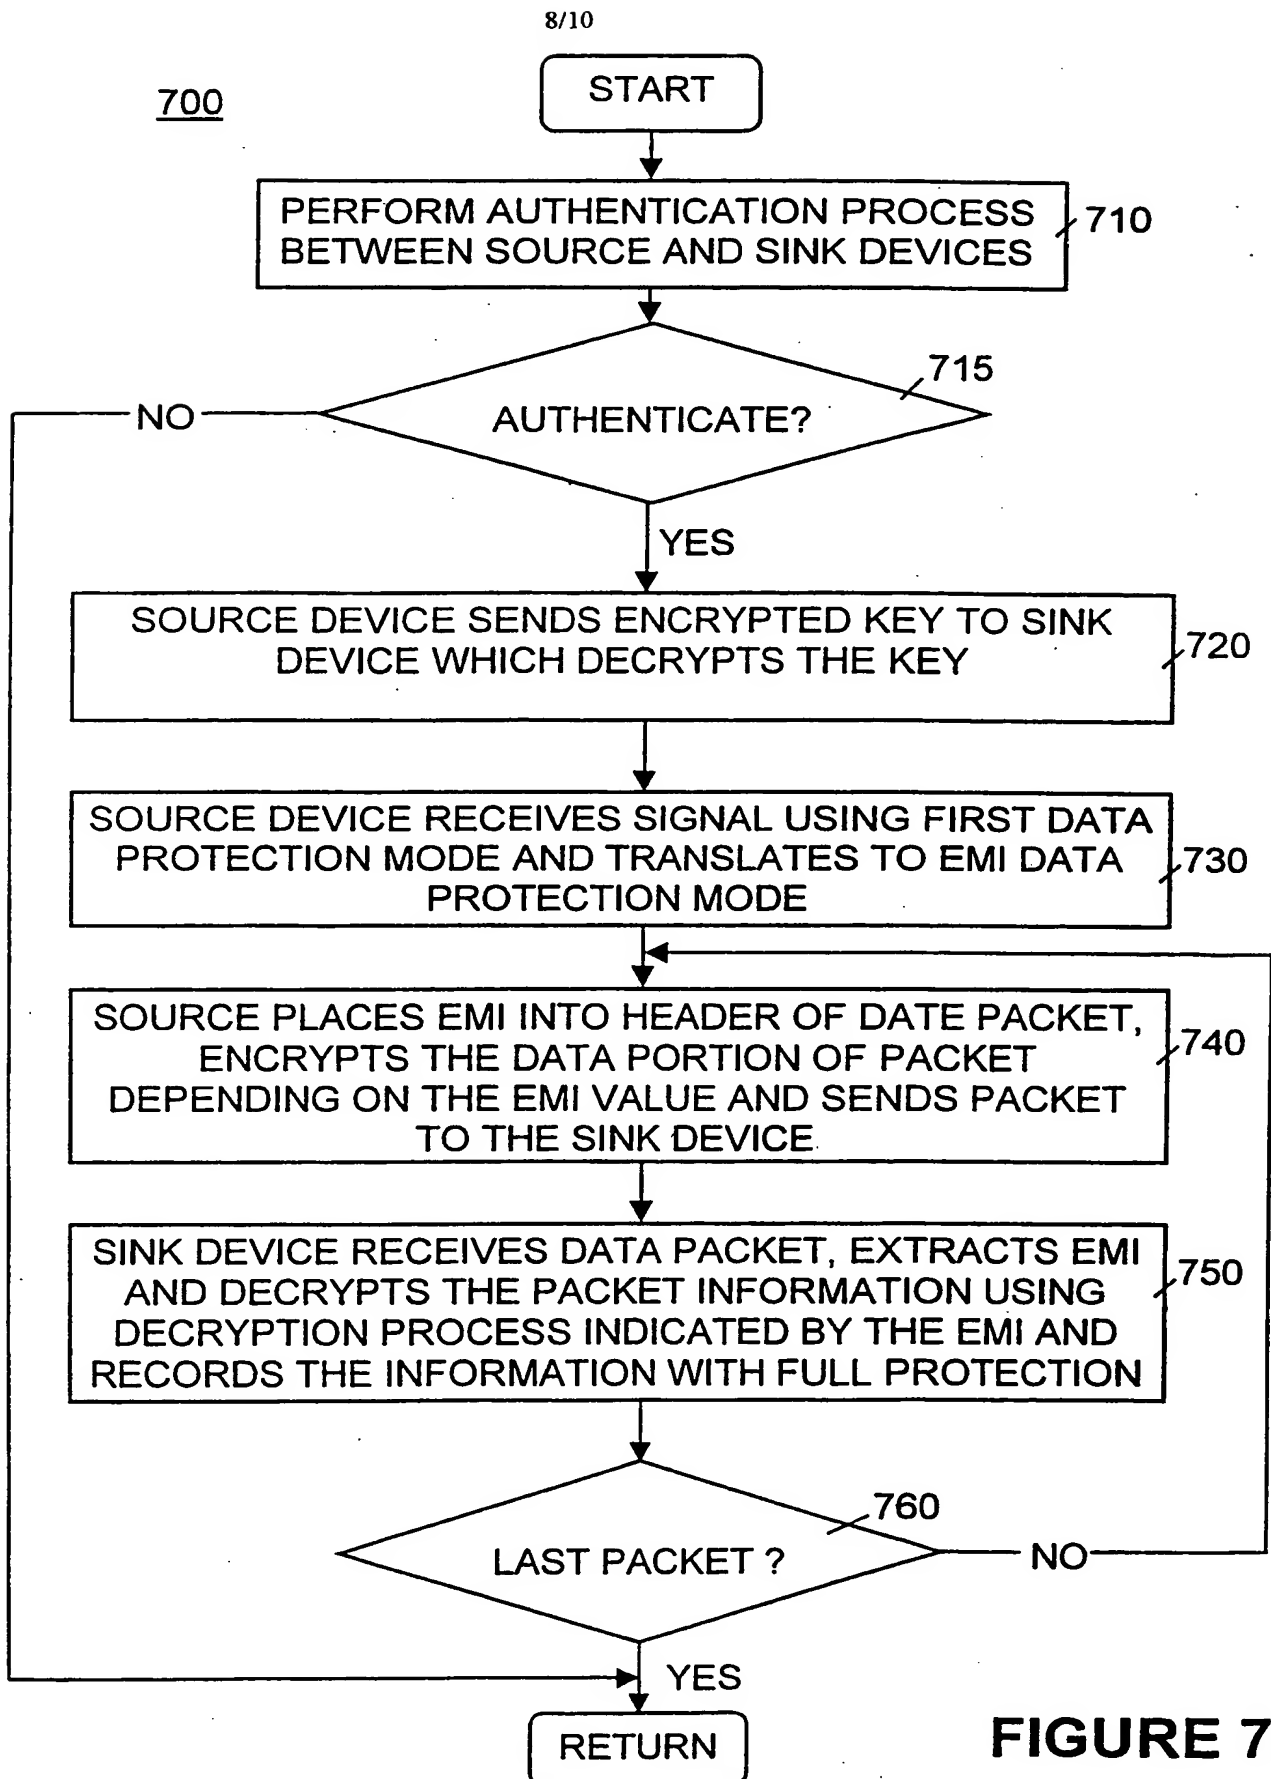 8/10
700
START
PERFORM AUTHENTICATION PROCESS
BETWEEN SOURCE AND SINK DEVICES
710
715
AUTHENTICATE?
NO
YES
SOURCE DEVICE SENDS ENCRYPTED KEY TO SINK
DEVICE WHICH DECRYPTS THE KEY
720
SOURCE DEVICE RECEIVES SIGNAL USING FIRST DATA
PROTECTION MODE AND TRANSLATES TO EMI DATA
PROTECTION MODE
730
SOURCE PLACES EMI INTO HEADER OF DATE PACKET,
ENCRYPTS THE DATA PORTION OF PACKET
DEPENDING ON THE EMI VALUE AND SENDS PACKET
TO THE SINK DEVICE
740
SINK DEVICE RECEIVES DATA PACKET, EXTRACTS EMI
AND DECRYPTS THE PACKET INFORMATION USING
DECRYPTION PROCESS INDICATED BY THE EMI AND
RECORDS THE INFORMATION WITH FULL PROTECTION
750
760
LAST PACKET ?
NO
YES
RETURN
FIGURE 7